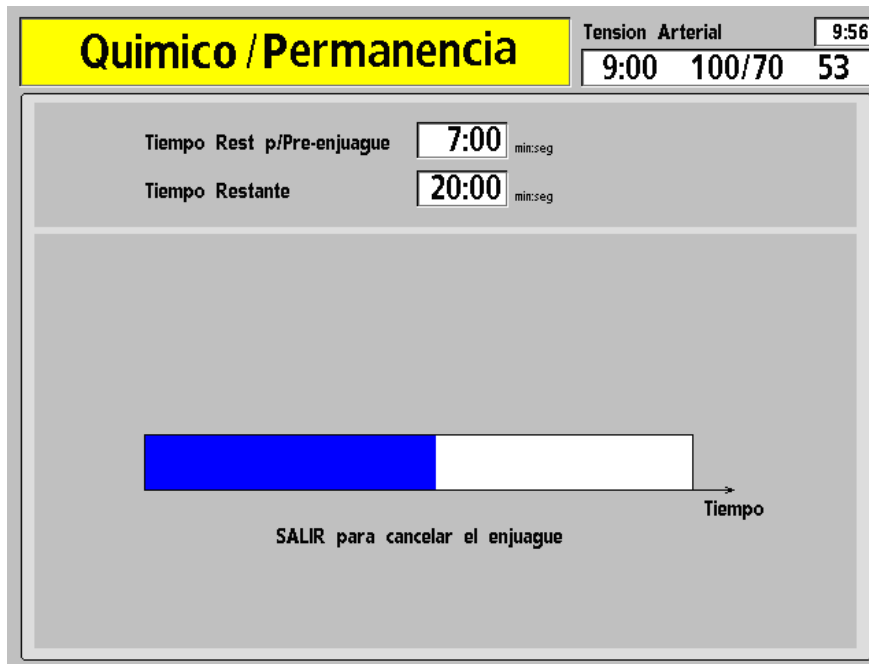 Quimico / Permanencia
Tension Arterial 9:56
9:00 100/70 53
Tiempo Rest p/Pre-enjuague 7:00 min:seg
Tiempo Restante 20:00 min:seg
Tiempo
SALIR para cancelar el enjuague